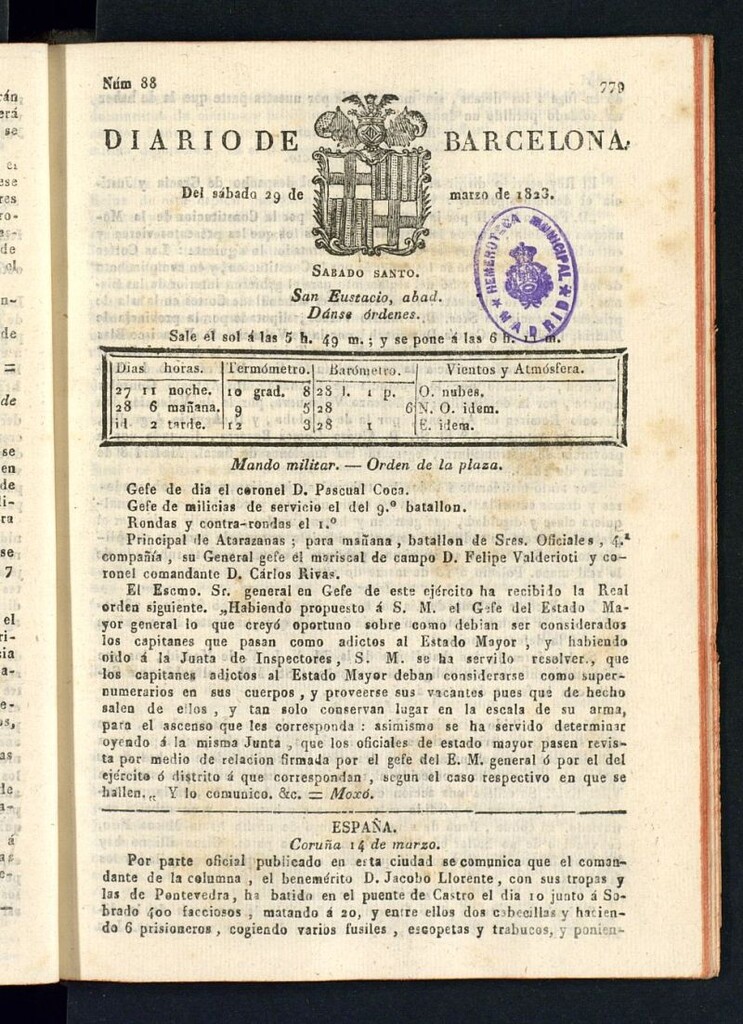 Núm 88
779
DIARIO DE BARCELONA.
Del sábado 29 de marzo de 1823.
HEMEROTECA MUNICIPAL
MADRID
SABADO SANTO.
San Eustacio, abad.
Dánse órdenes.
Sale el sol á las 5 h. 49 m.; y se pone á las 6 h. 11 m.
Dias horas. Termómetro. Barómetro. Vientos y Atmósfera.
27 11 noche. 10 grad. 8 28 l. 1 p. O. nubes.
28 6 mañana. 9 5 28 6 N. O. idem.
id. 2 tarde. 12 3 28 1 E. idem.
Mando militar. — Orden de la plaza.
Gefe de dia el coronel D. Pascual Coca.
Gefe de milicias de servicio el del 9.º batallon.
Rondas y contra-rondas el 1.º
Principal de Atarazanas; para mañana, batallon de Sres. Oficiales, 4.ª
compañía, su General gefe el mariscal de campo D. Felipe Valderioti y co-
ronel comandante D. Cárlos Rivas.
El Escmo. Sr. general en Gefe de este ejército ha recibido la Real
orden siguiente. „Habiendo propuesto á S. M. el Gefe del Estado Ma-
yor general lo que creyó oportuno sobre como debian ser considerados
los capitanes que pasan como adictos al Estado Mayor, y habiendo
oido á la Junta de Inspectores, S. M. se ha servido resolver, que
los capitanes adictos al Estado Mayor deban considerarse como super-
numerarios en sus cuerpos, y proveerse sus vacantes pues que de hecho
salen de ellos, y tan solo conservan lugar en la escala de su arma,
para el ascenso que les corresponda: asimismo se ha servido determinar
oyendo á la misma Junta, que los oficiales de estado mayor pasen revis-
ta por medio de relacion firmada por el gefe del E. M. general ó por el del
ejército ó distrito á que correspondan, segun el caso respectivo en que se
hallen.„ Y lo comunico. &c. = Moxó.
ESPAÑA.
Coruña 14 de marzo.
Por parte oficial publicado en esta ciudad se comunica que el coman-
dante de la columna, el benemérito D. Jacobo Llorente, con sus tropas y
las de Pontevedra, ha batido en el puente de Castro el dia 10 junto á So-
brado 400 facciosos, matando á 20, y entre ellos dos cabecillas y hacien-
do 6 prisioneros, cogiendo varios fusiles, escopetas y trabucos, y ponien-